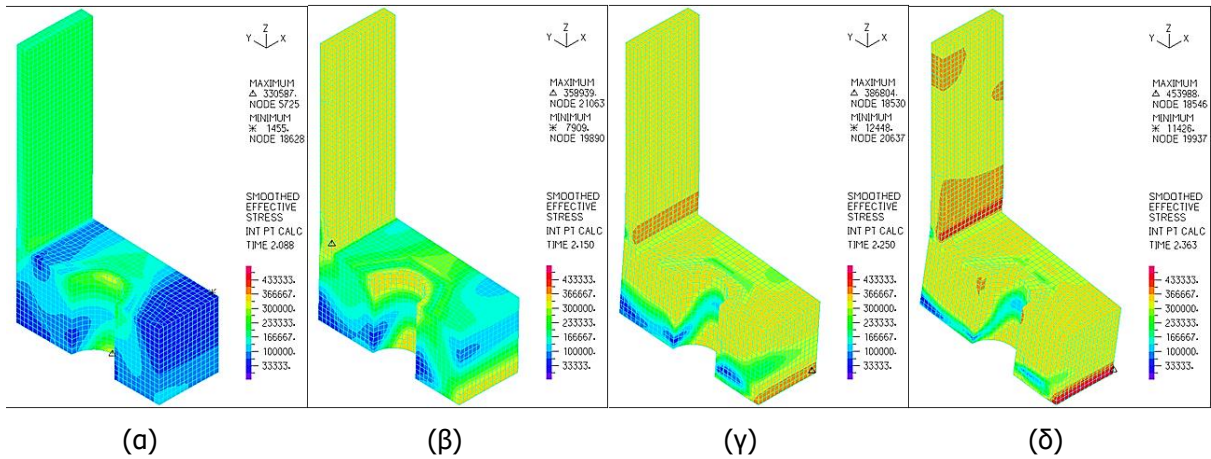 Z
Y X
MAXIMUM
△ 330587.
NODE 5725
MINIMUM
✳ 1455.
NODE 18628
SMOOTHED
EFFECTIVE
STRESS
INT PT CALC
TIME 2.088
433333.
366667.
300000.
233333.
166667.
100000.
33333.
(α)
Z
Y X
MAXIMUM
△ 358939.
NODE 21063
MINIMUM
✳ 7909.
NODE 19890
SMOOTHED
EFFECTIVE
STRESS
INT PT CALC
TIME 2.150
433333.
366667.
300000.
233333.
166667.
100000.
33333.
(β)
Z
Y X
MAXIMUM
△ 386804.
NODE 18530
MINIMUM
✳ 12448.
NODE 20637
SMOOTHED
EFFECTIVE
STRESS
INT PT CALC
TIME 2.250
433333.
366667.
300000.
233333.
166667.
100000.
33333.
(γ)
Z
Y X
MAXIMUM
△ 453988.
NODE 18546
MINIMUM
✳ 11426.
NODE 19937
SMOOTHED
EFFECTIVE
STRESS
INT PT CALC
TIME 2.363
433333.
366667.
300000.
233333.
166667.
100000.
33333.
(δ)